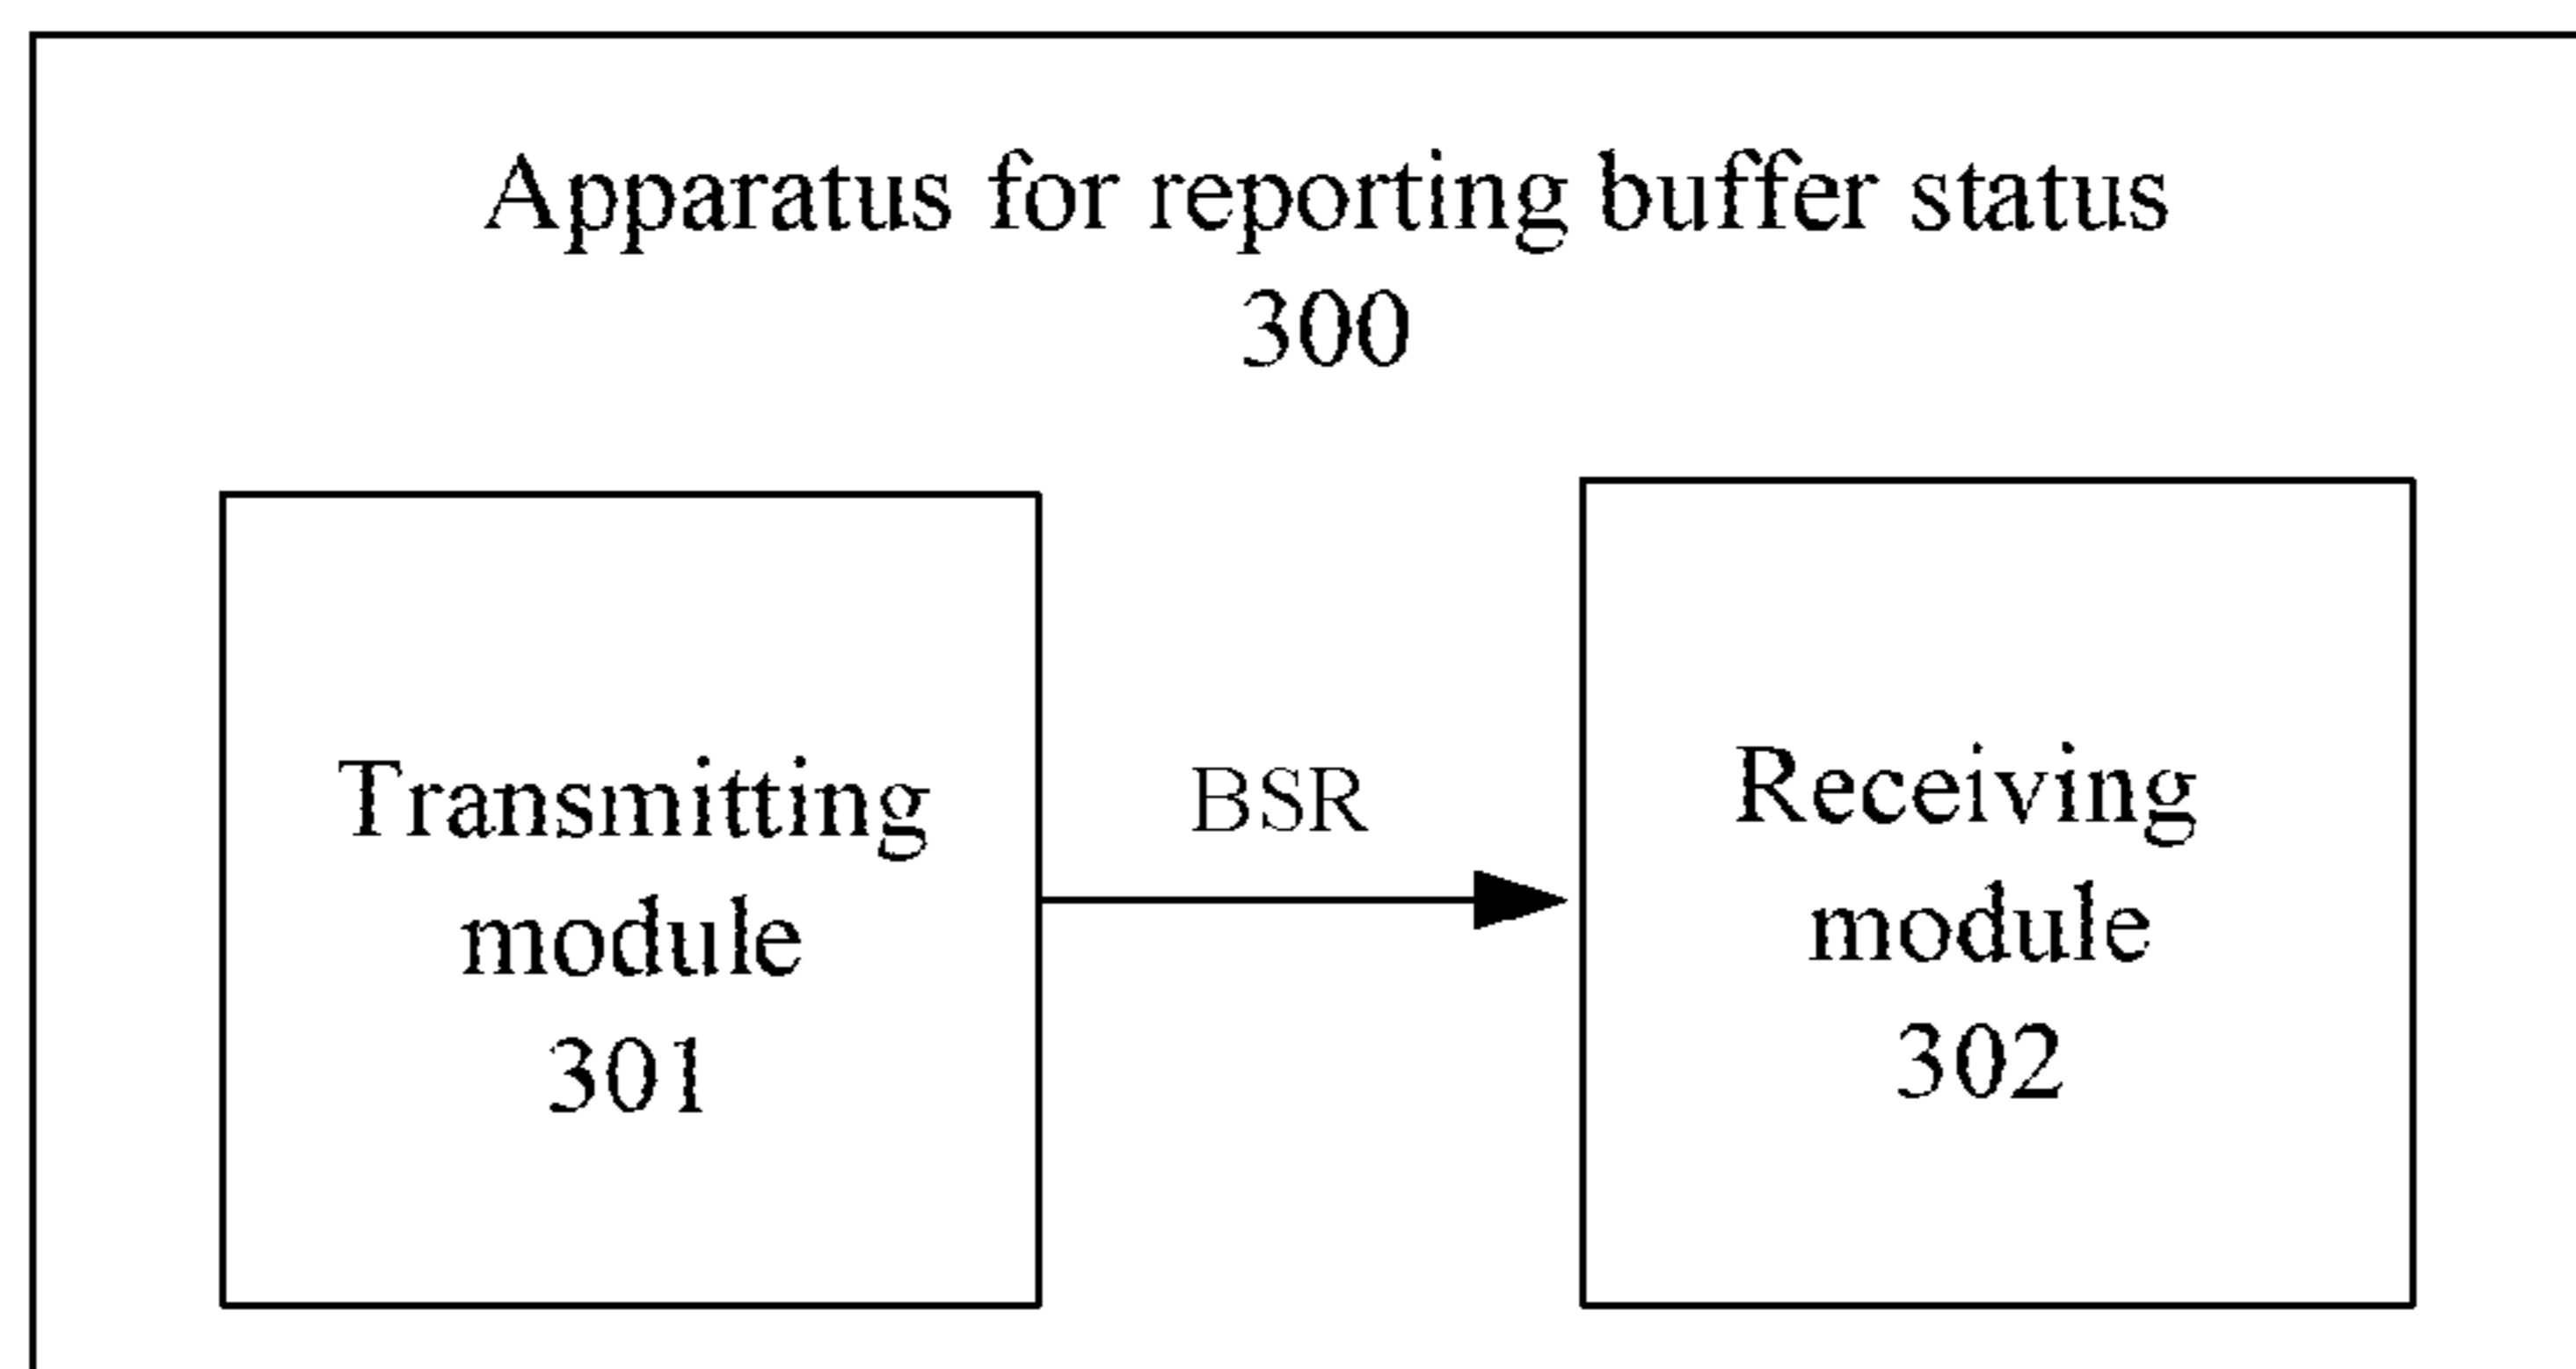 Apparatus for reporting buffer status
300
Transmitting
module
301
BSR
Receiving
module
302